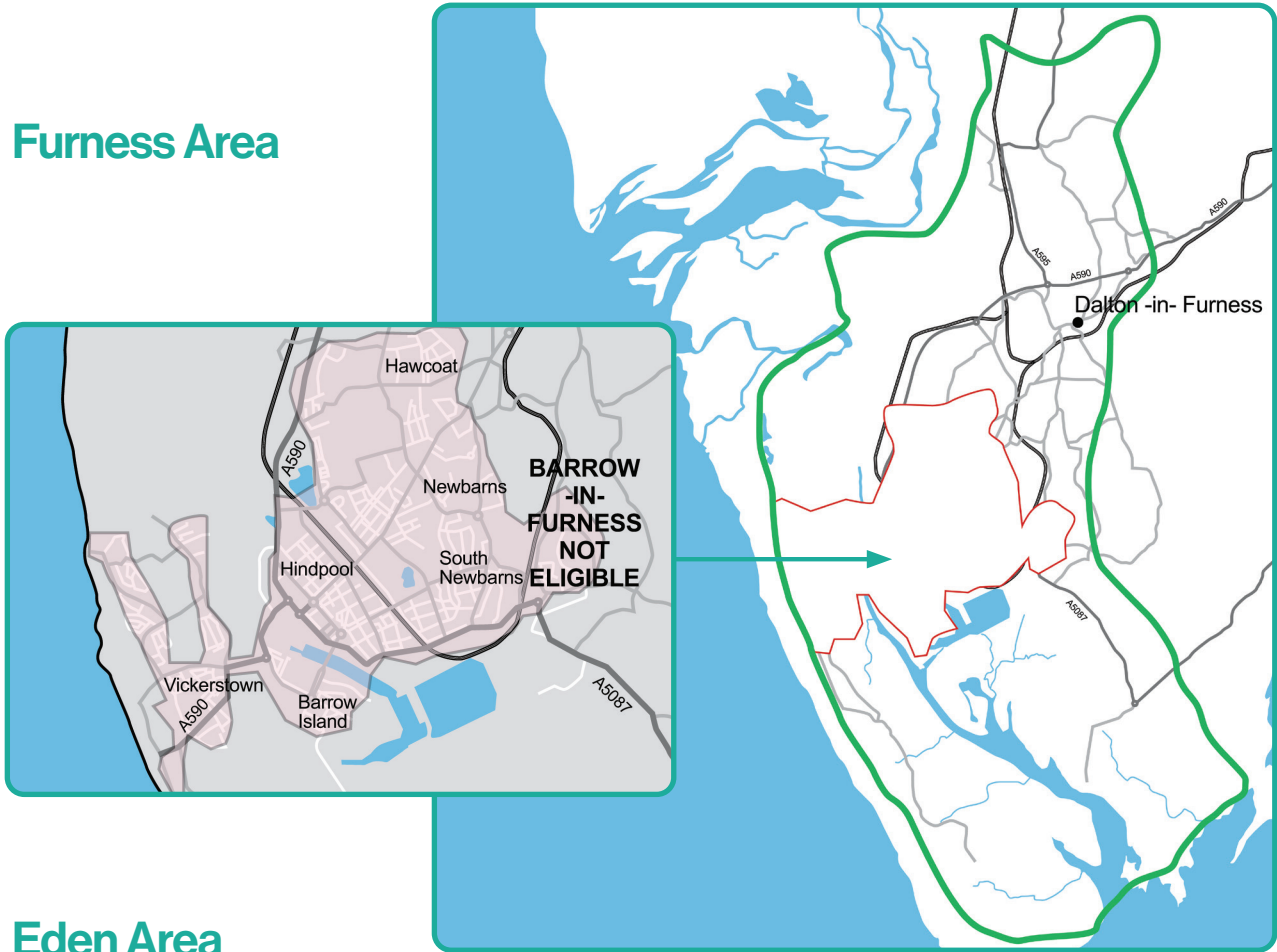 Furness Area
A590
A595
A590
Dalton -in- Furness
A5087
Hawcoat
A590
Newbarns
BARROW
-IN-
FURNESS
NOT
ELIGIBLE
Hindpool
South
Newbarns
Vickerstown
A590
Barrow
Island
A5087
Eden Area